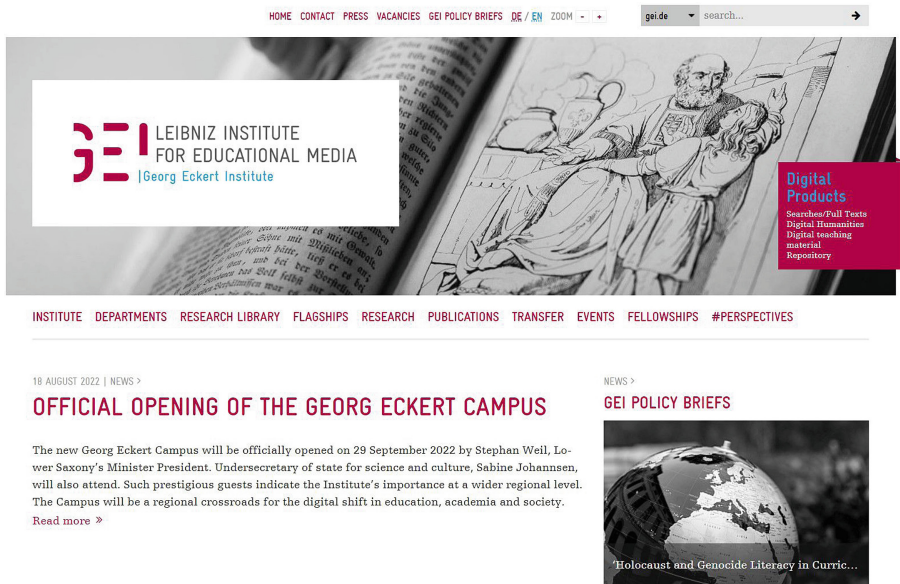 HOME CONTACT PRESS VACANCIES GEI POLICY BRIEFS DE / EN ZOOM - +
gei.de search...
GEI LEIBNIZ INSTITUTE
FOR EDUCATIONAL MEDIA
|Georg Eckert Institute
Digital
Products
Searches/Full Texts
Digital Humanities
Digital teaching
material
Repository
INSTITUTE DEPARTMENTS RESEARCH LIBRARY FLAGSHIPS RESEARCH PUBLICATIONS TRANSFER EVENTS FELLOWSHIPS #PERSPECTIVES
18 AUGUST 2022 | NEWS >
OFFICIAL OPENING OF THE GEORG ECKERT CAMPUS
The new Georg Eckert Campus will be officially opened on 29 September 2022 by Stephan Weil, Lo-
wer Saxony's Minister President. Undersecretary of state for science and culture, Sabine Johannsen,
will also attend. Such prestigious guests indicate the Institute's importance at a wider regional level.
The Campus will be a regional crossroads for the digital shift in education, academia and society.
Read more »
NEWS >
GEI POLICY BRIEFS
'Holocaust and Genocide Literacy in Curric...